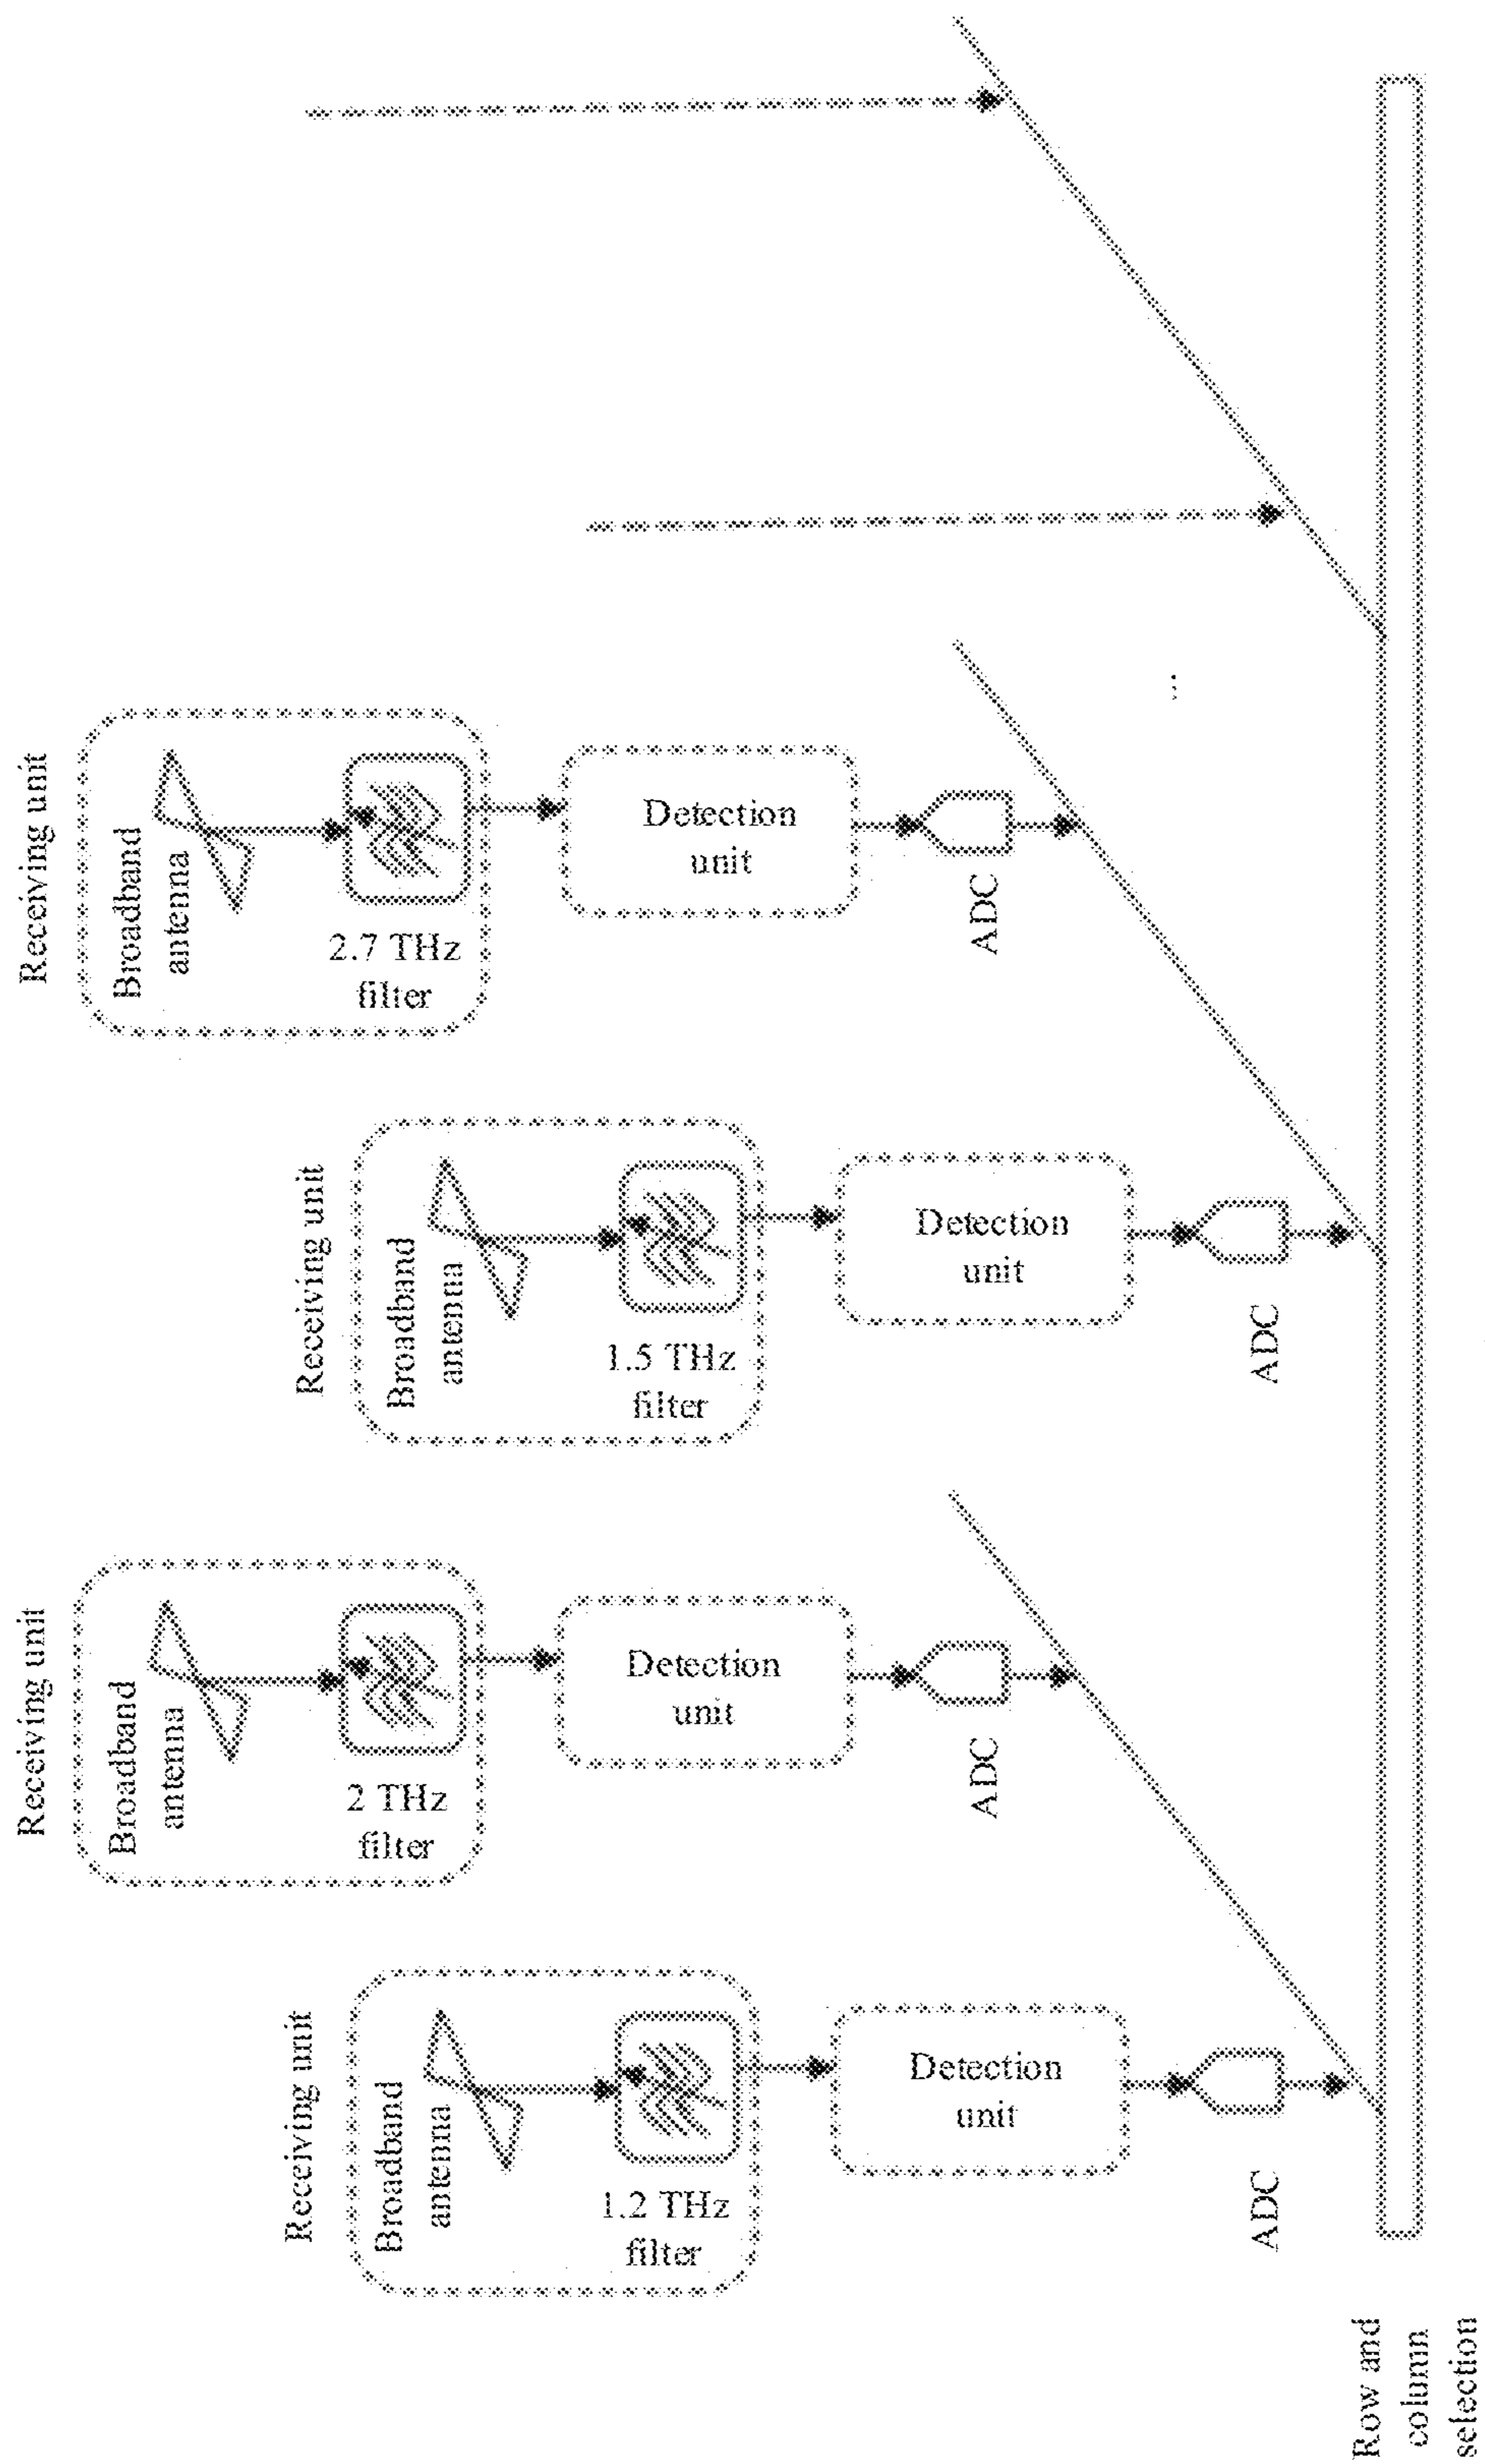 Receiving unit
Broadband
antenna
2.7 THz
filter
Detection
unit
ADC
Receiving unit
Broadband
antenna
1.5 THz
filter
Detection
unit
ADC
Receiving unit
Broadband
antenna
2 THz
filter
Detection
unit
ADC
Receiving unit
Broadband
antenna
1.2 THz
filter
Detection
unit
ADC
...
Row and
column
selection